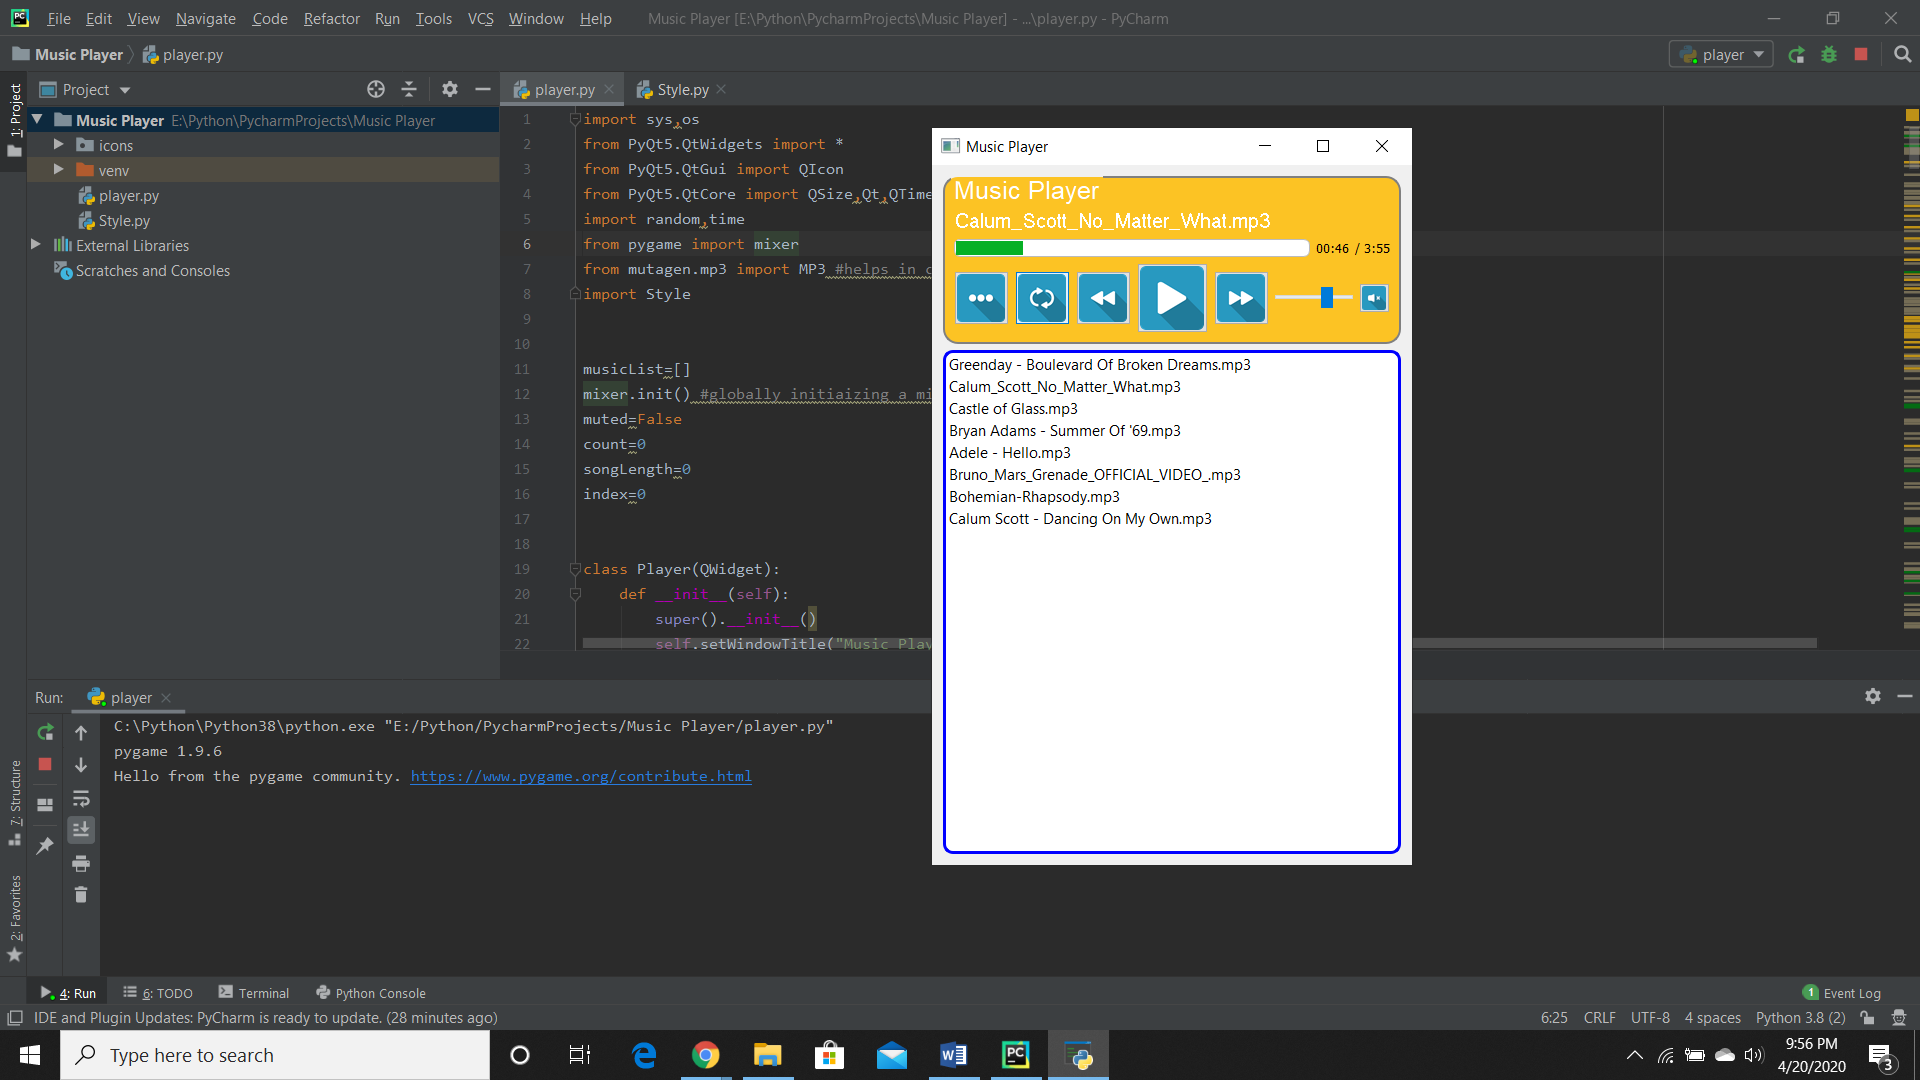 File Edit View Navigate Code Refactor Run Tools VCS Window Help Music Player [E:\Python\PycharmProjects\Music Player] - ...\player.py - PyCharm
Music Player player.py player
1: Project
Project
player.py
Style.py
Music Player E:\Python\PycharmProjects\Music Player
icons
venv
player.py
Style.py
External Libraries
Scratches and Consoles
1 import sys,os
2 from PyQt5.QtWidgets import *
3 from PyQt5.QtGui import QIcon
4 from PyQt5.QtCore import QSize,Qt,QTime
5 import random,time
6 from pygame import mixer
7 from mutagen.mp3 import MP3 #helps in
8 import Style
9
10
11 musicList=[]
12 mixer.init() #globally initiaizing a
13 muted=False
14 count=0
15 songLength=0
16 index=0
17
18
19 class Player(QWidget):
20 def __init__(self):
21 super().__init__()
22 self.setWindowTitle("Music Play
Music Player
Music Player
Calum_Scott_No_Matter_What.mp3
00:46 / 3:55
Greenday - Boulevard Of Broken Dreams.mp3
Calum_Scott_No_Matter_What.mp3
Castle of Glass.mp3
Bryan Adams - Summer Of '69.mp3
Adele - Hello.mp3
Bruno_Mars_Grenade_OFFICIAL_VIDEO_.mp3
Bohemian-Rhapsody.mp3
Calum Scott - Dancing On My Own.mp3
Run: player
C:\Python\Python38\python.exe "E:/Python/PycharmProjects/Music Player/player.py"
pygame 1.9.6
Hello from the pygame community. https://www.pygame.org/contribute.html
7: Structure
2: Favorites
4: Run 6: TODO Terminal Python Console 1 Event Log
IDE and Plugin Updates: PyCharm is ready to update. (28 minutes ago) 6:25 CRLF UTF-8 4 spaces Python 3.8 (2)
Type here to search
9:56 PM
4/20/2020
3